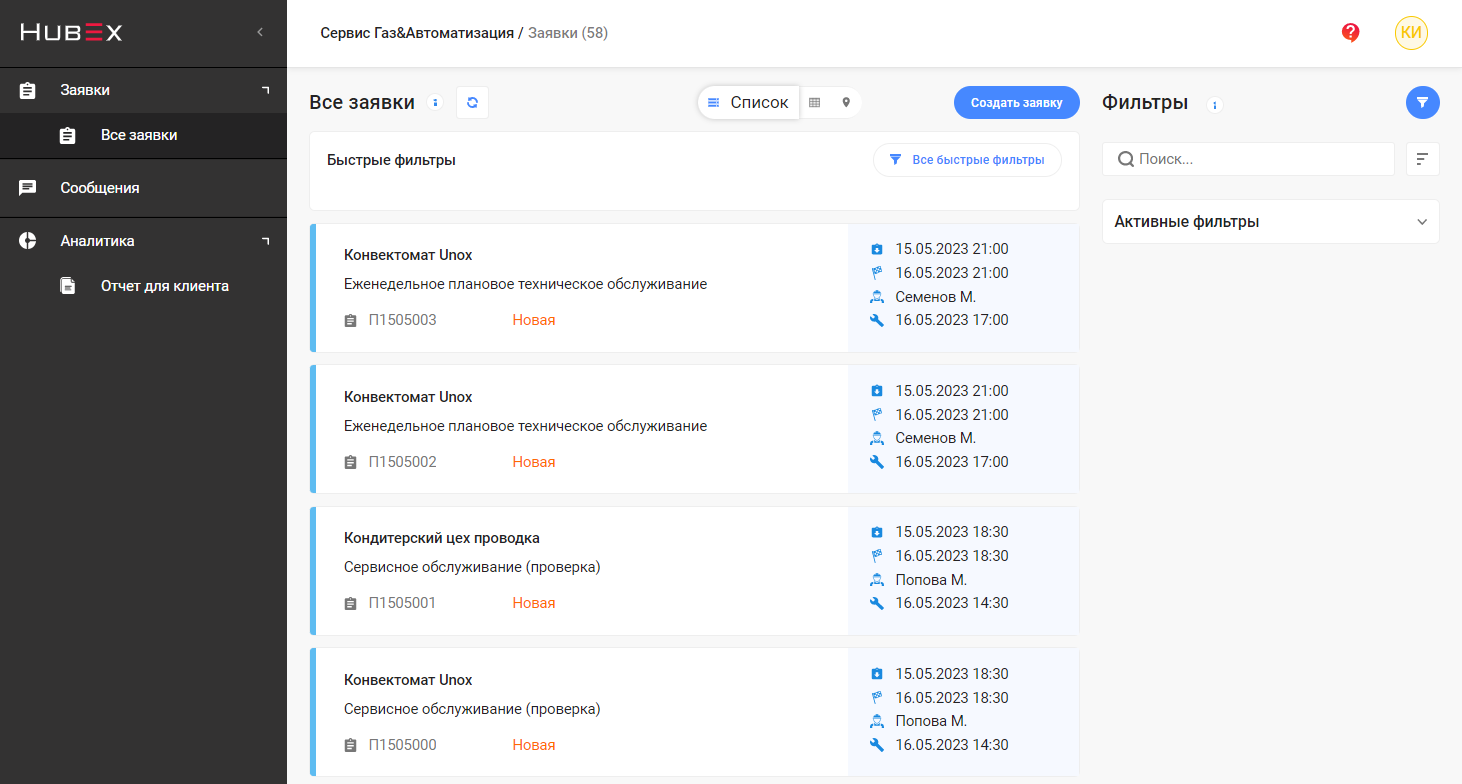 HUBEX
Заявки
Все заявки
Сообщения
Аналитика
Отчет для клиента
Сервис Газ&Автоматизация / Заявки (58)
?
КИ
Все заявки
i
Список
Создать заявку
Быстрые фильтры
Все быстрые фильтры
Конвектомат Unox
Еженедельное плановое техническое обслуживание
П1505003 Новая
15.05.2023 21:00
16.05.2023 21:00
Семенов М.
16.05.2023 17:00
Конвектомат Unox
Еженедельное плановое техническое обслуживание
П1505002 Новая
15.05.2023 21:00
16.05.2023 21:00
Семенов М.
16.05.2023 17:00
Кондитерский цех проводка
Сервисное обслуживание (проверка)
П1505001 Новая
15.05.2023 18:30
16.05.2023 18:30
Попова М.
16.05.2023 14:30
Конвектомат Unox
Сервисное обслуживание (проверка)
П1505000 Новая
15.05.2023 18:30
16.05.2023 18:30
Попова М.
16.05.2023 14:30
Фильтры
i
Поиск...
Активные фильтры